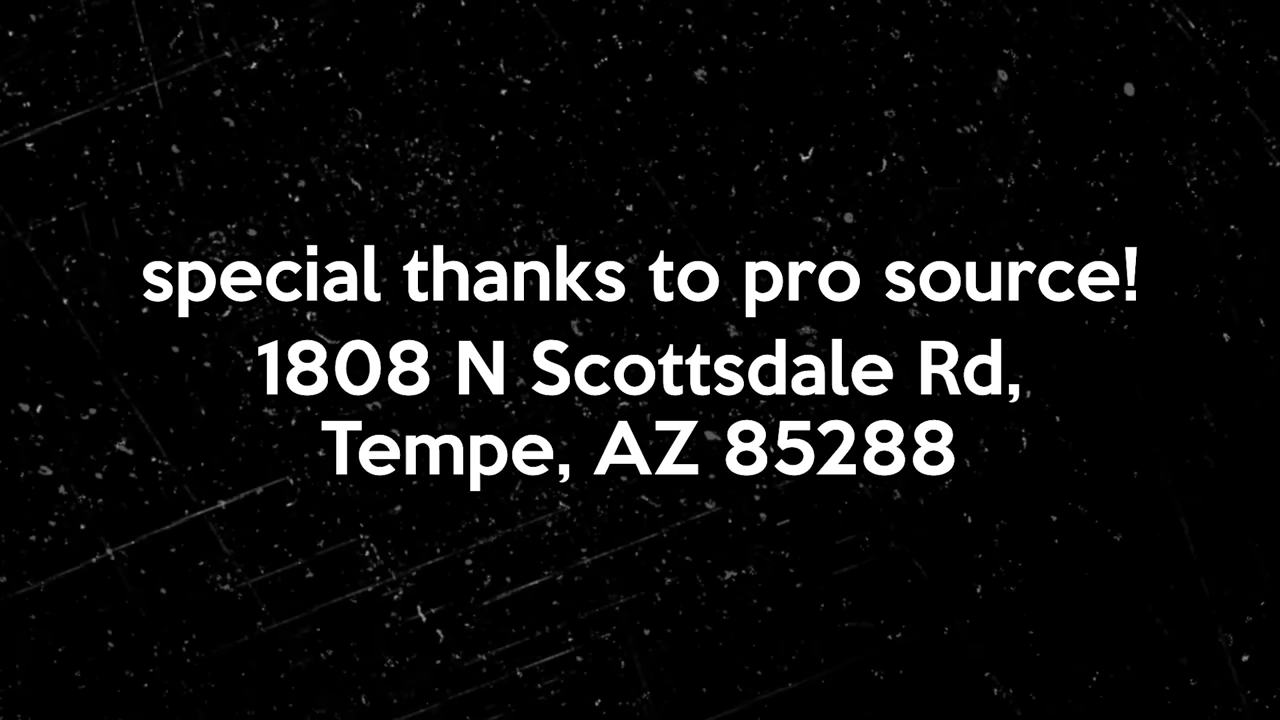 special thanks to pro source!
1808 N Scottsdale Rd,
Tempe, AZ 85288